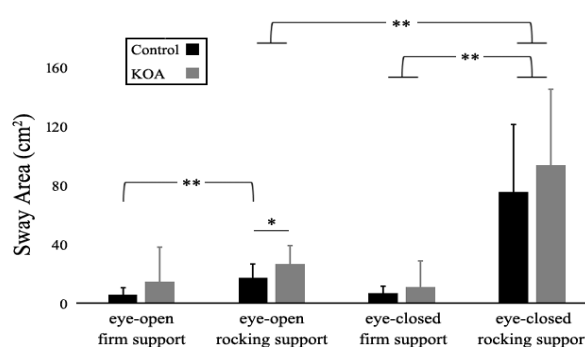 **
Control
KOA
**
160
120
80
40
0
Sway Area (cm²)
**
*
eye-open
firm support
eye-open
rocking support
eye-closed
firm support
eye-closed
rocking support